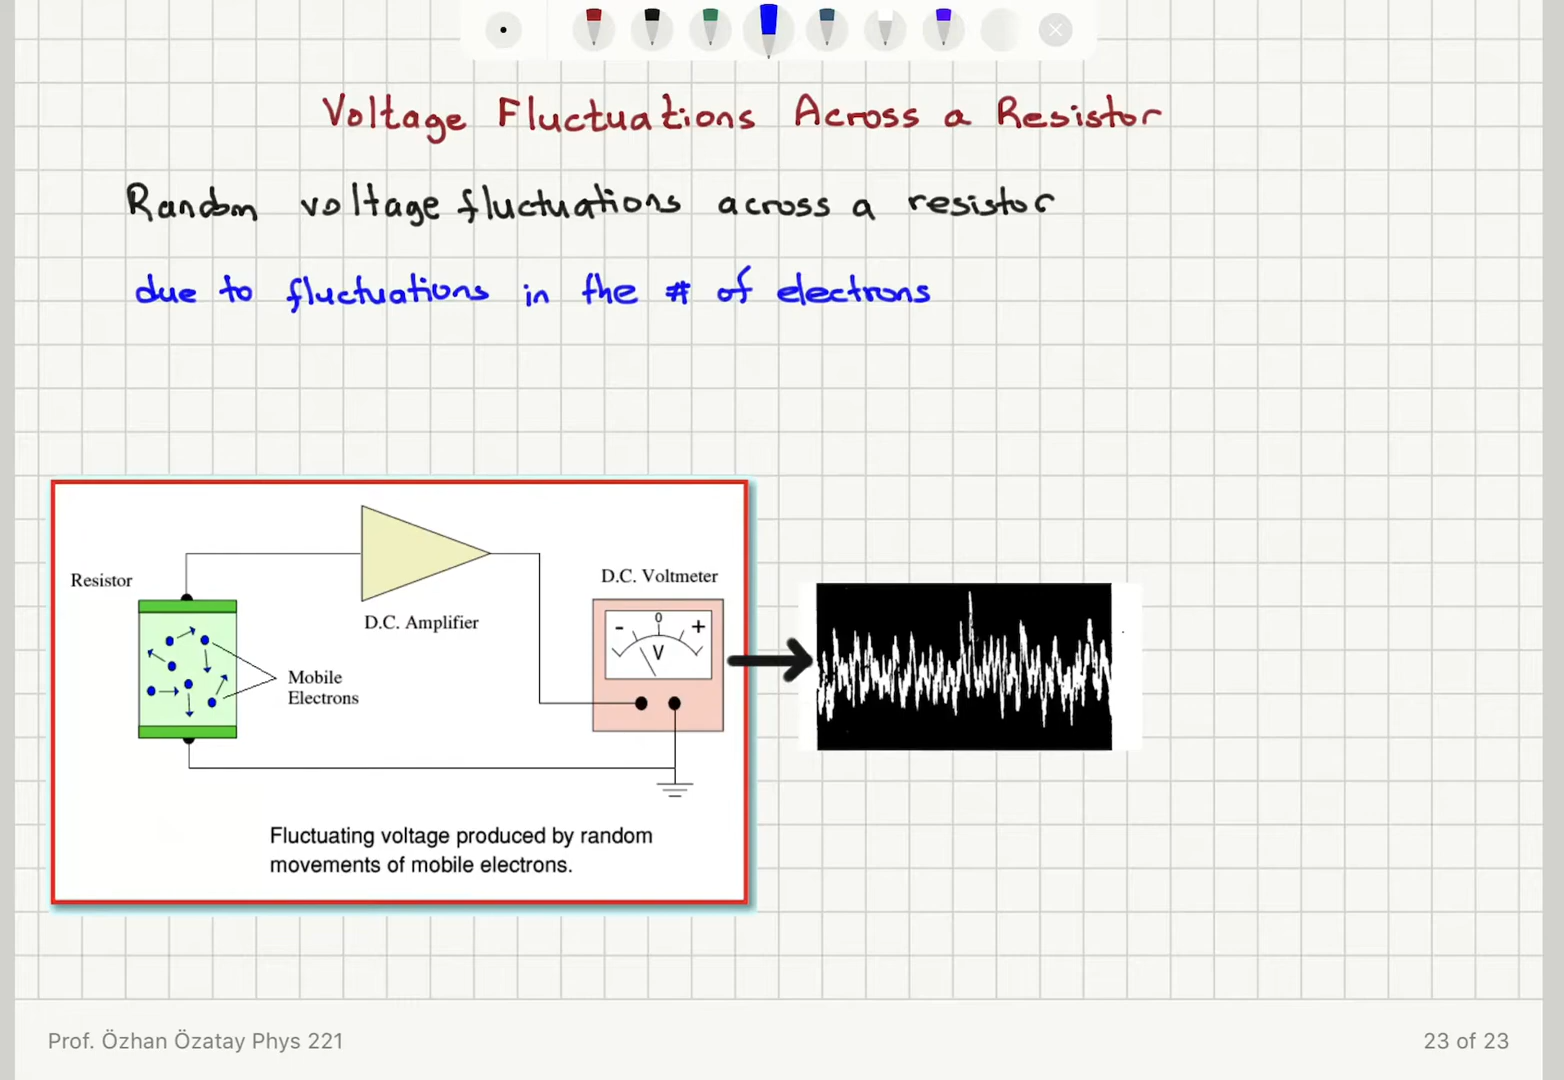 Voltage Fluctuations Across a Resistor
Random voltage fluctuations across a resistor
due to fluctuations in the # of electrons
Resistor
D.C. Amplifier
D.C. Voltmeter
- 0 +
V
Mobile
Electrons
Fluctuating voltage produced by random
movements of mobile electrons.
Prof. Özhan Özatay Phys 221
23 of 23